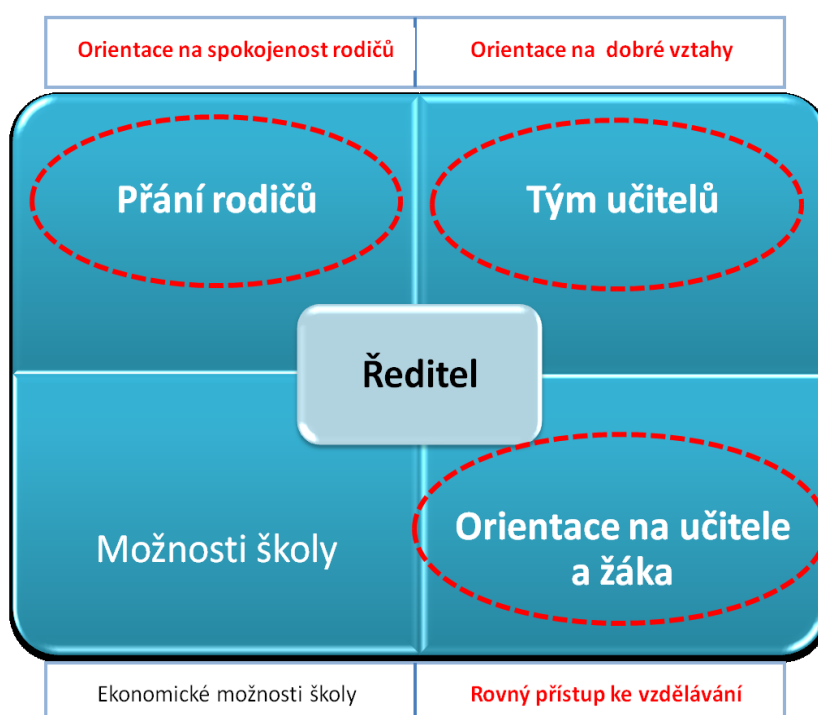 Orientace na spokojenost rodičů
Orientace na dobré vztahy
Přání rodičů
Tým učitelů
Ředitel
Možnosti školy
Orientace na učitele
a žáka
Ekonomické možnosti školy
Rovný přístup ke vzdělávání